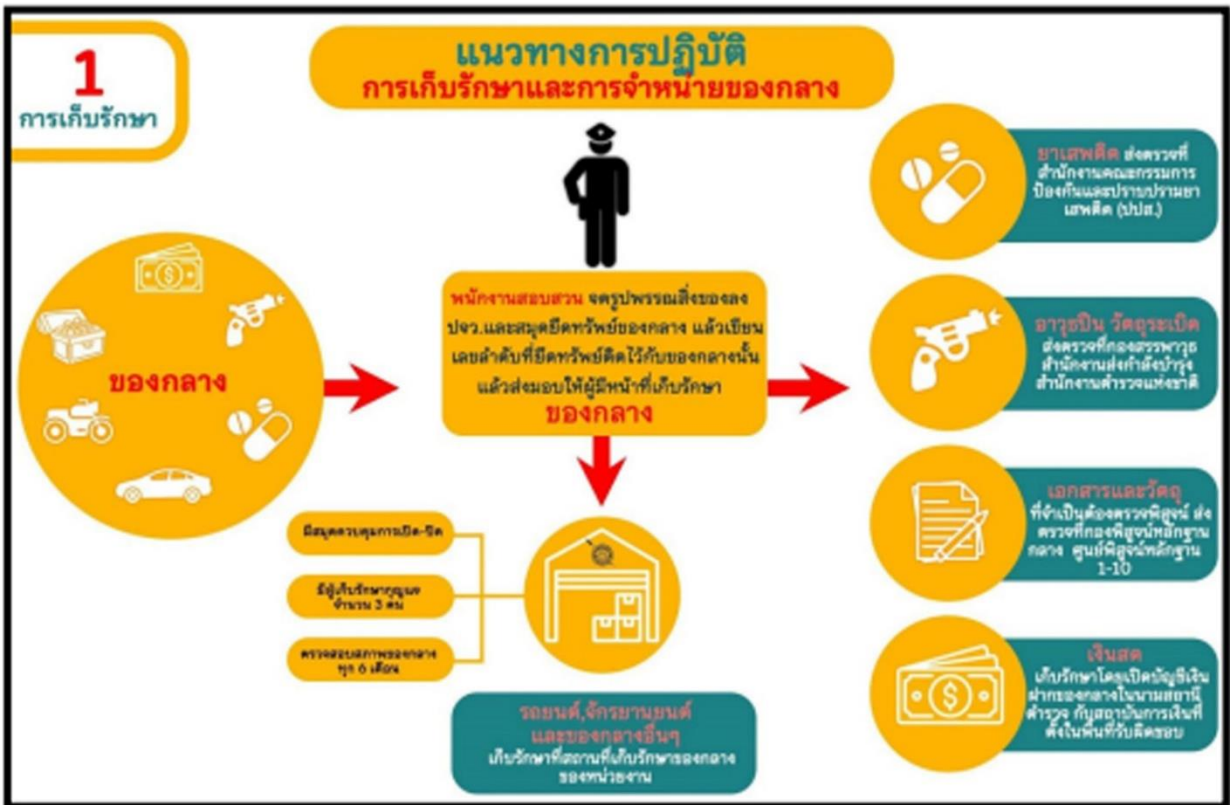 1
การเก็บรักษา
แนวทางการปฏิบัติ
การเก็บรักษาและการจำหน่ายของกลาง
ของกลาง
พนักงานสอบสวน จดรูปพรรณสิ่งของลง
ปจว.และสมุดยึดทรัพย์ของกลาง แล้วเขียน
เลขลำดับที่ยึดทรัพย์ติดไว้กับของกลางนั้น
แล้วส่งมอบให้ผู้มีหน้าที่เก็บรักษา
ของกลาง
มีสมุดควบคุมการเปิด-ปิด
มีผู้เก็บรักษากุญแจ
จำนวน 3 คน
ตรวจสอบสภาพของกลาง
ทุก 6 เดือน
รถยนต์,จักรยานยนต์
และของกลางอื่นๆ
เก็บรักษาที่สถานที่เก็บรักษาของกลาง
ของหน่วยงาน
ยาเสพติด ส่งตรวจที่
สำนักงานคณะกรรมการ
ป้องกันและปราบปรามยา
เสพติด (ปปส.)
อาวุธปืน วัตถุระเบิด
ส่งตรวจที่กองสรรพาวุธ
สำนักงานส่งกำลังบำรุง
สำนักงานตำรวจแห่งชาติ
เอกสารและวัตถุ
ที่จำเป็นต้องตรวจพิสูจน์ ส่ง
ตรวจที่กองพิสูจน์หลักฐาน
กลาง ศูนย์พิสูจน์หลักฐาน
1-10
$
เงินสด
เก็บรักษาโดยเปิดบัญชีเงิน
ฝากของกลางในนามสถานี
ตำรวจ กับสถาบันการเงินที่
ตั้งในพื้นที่รับผิดชอบ